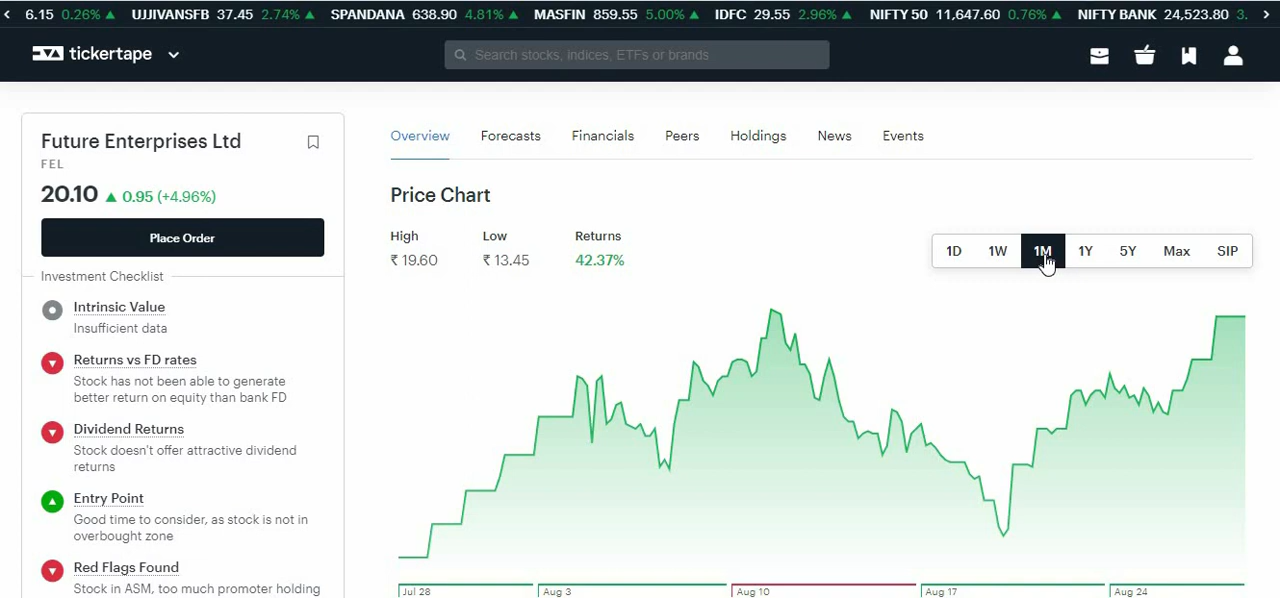 6.15 0.26% UJJIVANSFB 37.45 2.74% SPANDANA 638.90 4.81% MASFIN 859.55 5.00% IDFC 29.55 2.96% NIFTY 50 11,647.60 0.76% NIFTY BANK 24,523.80 3.
tickertape
Search stocks, indices, ETFs or brands
Future Enterprises Ltd
FEL
20.10 0.95 (+4.96%)
Place Order
Investment Checklist
Intrinsic Value
Insufficient data
Returns vs FD rates
Stock has not been able to generate
better return on equity than bank FD
Dividend Returns
Stock doesn't offer attractive dividend
returns
Entry Point
Good time to consider, as stock is not in
overbought zone
Red Flags Found
Stock in ASM, too much promoter holding
Overview Forecasts Financials Peers Holdings News Events
Price Chart
High Low Returns
₹ 19.60 ₹ 13.45 42.37%
1D 1W 1M 1Y 5Y Max SIP
Jul 28 Aug 3 Aug 10 Aug 17 Aug 24